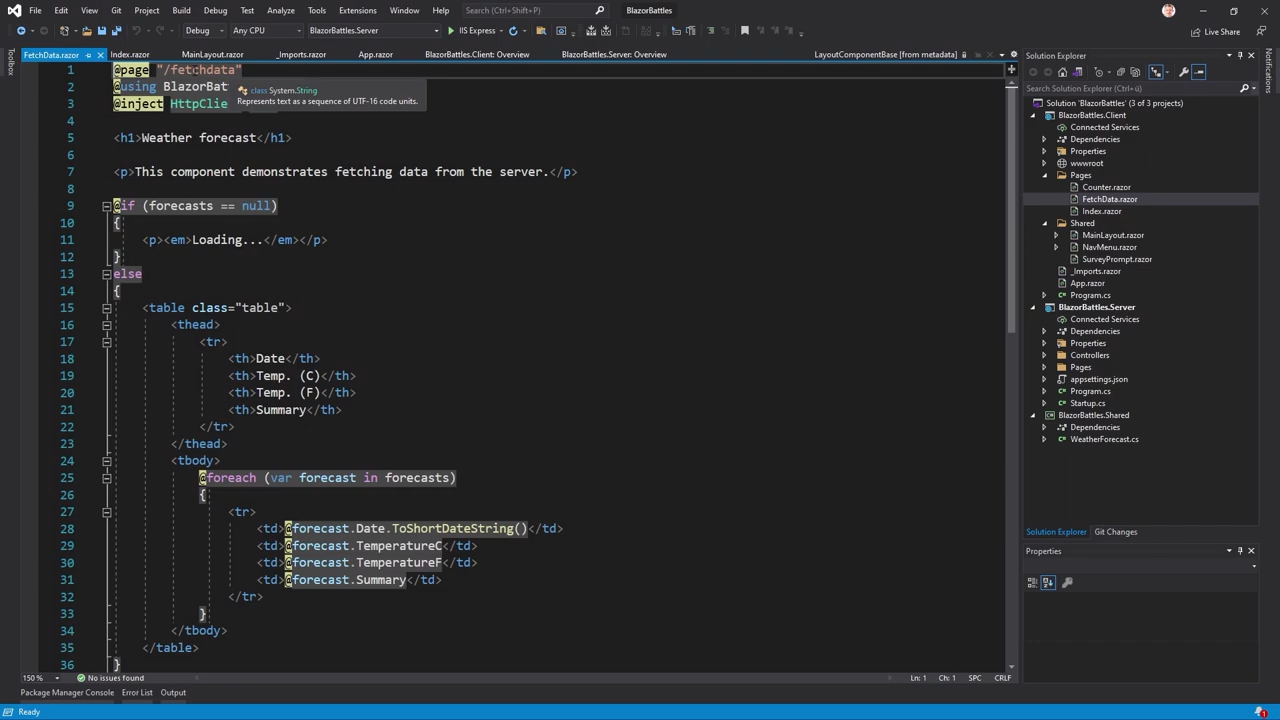 File Edit View Git Project Build Debug Test Analyze Tools Extensions Window Help Search (Ctrl+Shift+P) BlazorBattles
Debug Any CPU BlazorBattles.Server IIS Express Live Share
FetchData.razor Index.razor MainLayout.razor _Imports.razor App.razor BlazorBattles.Client: Overview BlazorBattles.Server: Overview LayoutComponentBase [from metadata]
Toolbox
Notifications
1 @page "/fetchdata"
2 @using BlazorBat
3 @inject HttpClie
class System.String
Represents text as a sequence of UTF-16 code units.
4
5 <h1>Weather forecast</h1>
6
7 <p>This component demonstrates fetching data from the server.</p>
8
9 @if (forecasts == null)
10 {
11 <p><em>Loading...</em></p>
12 }
13 else
14 {
15 <table class="table">
16 <thead>
17 <tr>
18 <th>Date</th>
19 <th>Temp. (C)</th>
20 <th>Temp. (F)</th>
21 <th>Summary</th>
22 </tr>
23 </thead>
24 <tbody>
25 @foreach (var forecast in forecasts)
26 {
27 <tr>
28 <td>@forecast.Date.ToShortDateString()</td>
29 <td>@forecast.TemperatureC</td>
30 <td>@forecast.TemperatureF</td>
31 <td>@forecast.Summary</td>
32 </tr>
33 }
34 </tbody>
35 </table>
36 }
150 % No issues found Ln: 1 Ch: 1 SPC CRLF
Package Manager Console Error List Output
Ready
Solution Explorer
Search Solution Explorer (Ctrl+ü)
Solution 'BlazorBattles' (3 of 3 projects)
BlazorBattles.Client
Connected Services
Dependencies
Properties
wwwroot
Pages
Counter.razor
FetchData.razor
Index.razor
Shared
MainLayout.razor
NavMenu.razor
SurveyPrompt.razor
_Imports.razor
App.razor
Program.cs
BlazorBattles.Server
Connected Services
Dependencies
Properties
Controllers
Pages
appsettings.json
Program.cs
Startup.cs
BlazorBattles.Shared
Dependencies
WeatherForecast.cs
Solution Explorer Git Changes
Properties
1